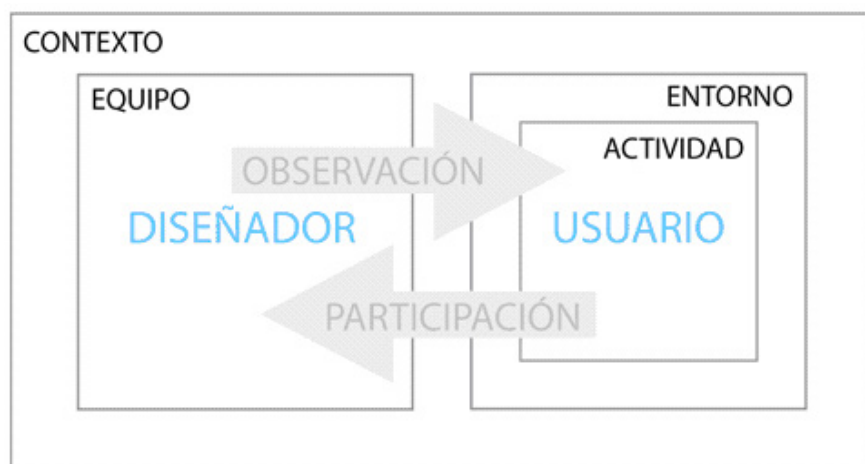 CONTEXTO
EQUIPO
ENTORNO
ACTIVIDAD
OBSERVACIÓN
DISEÑADOR
USUARIO
PARTICIPACIÓN